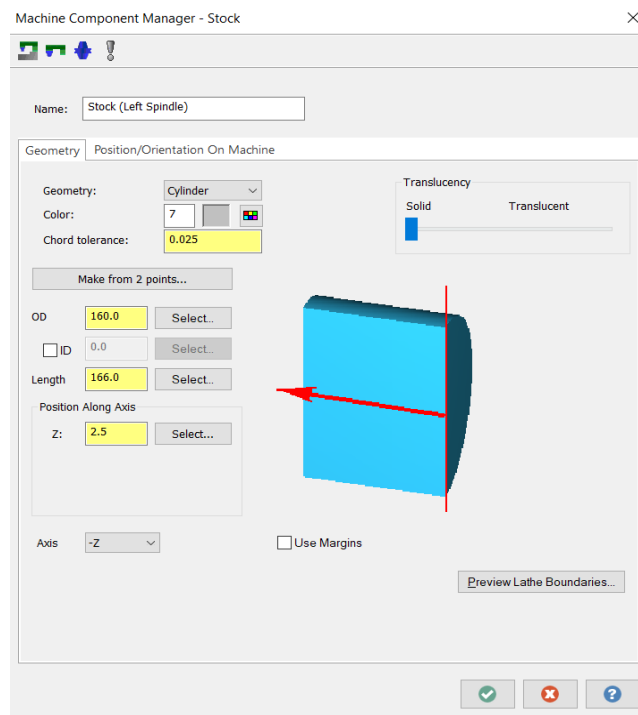 Machine Component Manager - Stock
Name: Stock (Left Spindle)
Geometry Position/Orientation On Machine
Geometry: Cylinder
Color: 7
Chord tolerance: 0.025
Translucency
Solid Translucent
Make from 2 points...
OD 160.0 Select...
ID 0.0 Select...
Length 166.0 Select...
Position Along Axis
Z: 2.5 Select...
Axis -Z
Use Margins
Preview Lathe Boundaries...